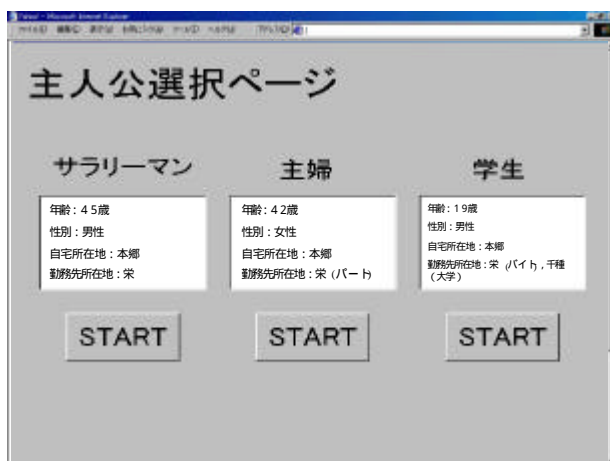 Microsoft Internet Explorer
主人公選択ページ
サラリーマン
主婦
学生
年齢：４５歳
性別：男性
自宅所在地：本郷
勤務先所在地：栄
年齢：４２歳
性別：女性
自宅所在地：本郷
勤務先所在地：栄（パート）
年齢：１９歳
性別：男性
自宅所在地：本郷
勤務先所在地：栄（バイト），千種
（大学）
START
START
START